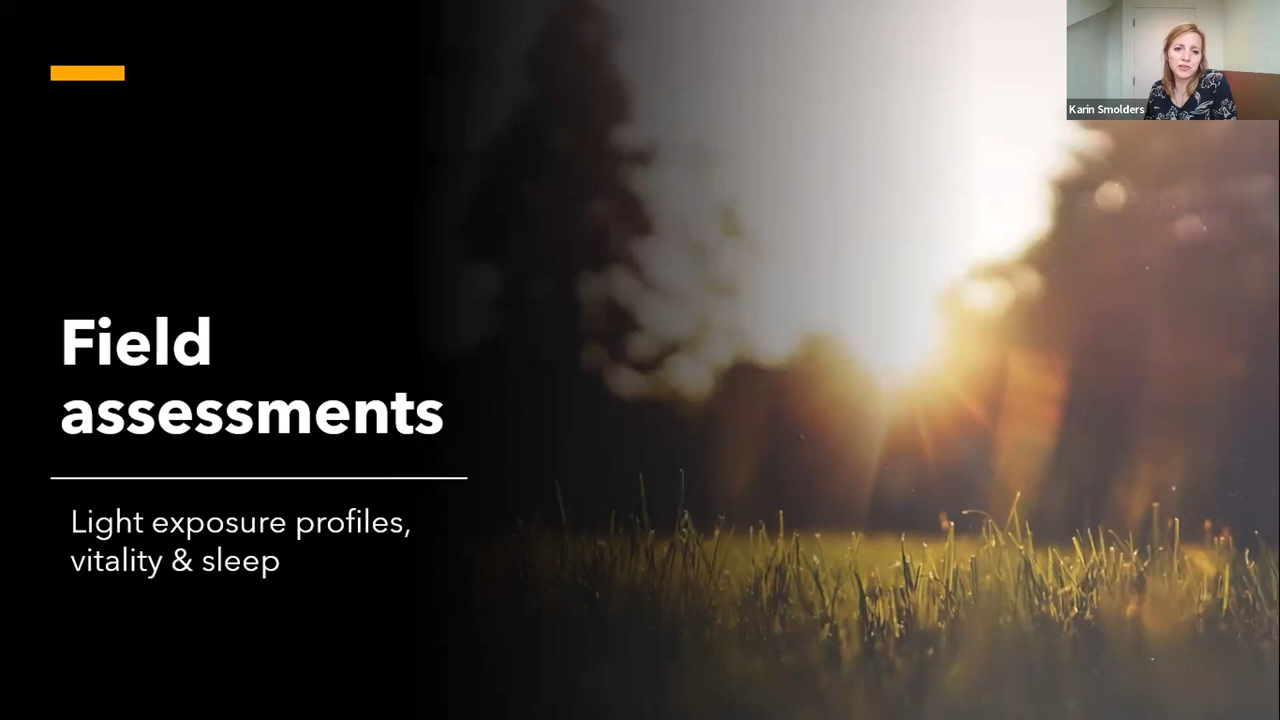 Karin Smolders
Field
assessments
Light exposure profiles,
vitality & sleep